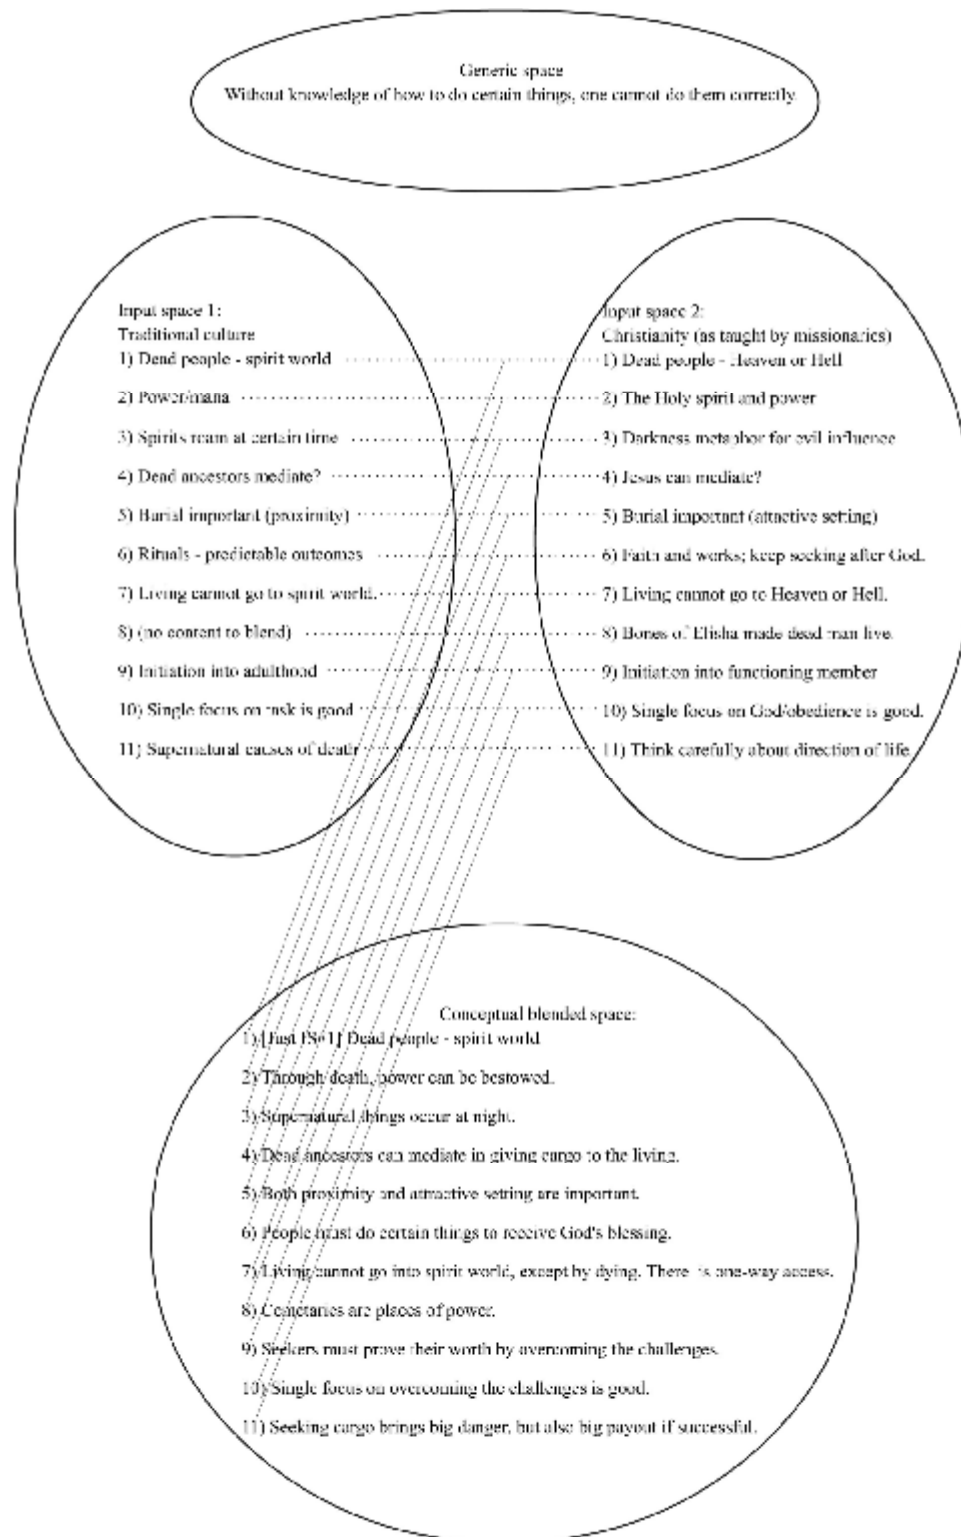 Generic space
Without knowledge of how to do certain things, one cannot do them correctly.
Input space 1:
Traditional culture
1) Dead people - spirit world
2) Power/mana
3) Spirits roam at certain time
4) Dead ancestors mediate?
5) Burial important (proximity)
6) Rituals - predictable outcomes
7) Living cannot go to spirit world.
8) (no content to blend)
9) Initiation into adulthood
10) Single focus on task is good
11) Supernatural causes of death
Input space 2:
Christianity (as taught by missionaries)
1) Dead people - Heaven or Hell
2) The Holy spirit and power
3) Darkness metaphor for evil influence
4) Jesus can mediate?
5) Burial important (attractive setting)
6) Faith and works; keep seeking after God.
7) Living cannot go to Heaven or Hell.
8) Bones of Elisha made dead man live.
9) Initiation into functioning member
10) Single focus on God/obedience is good.
11) Think carefully about direction of life.
Conceptual blended space:
1) [Just IS#1] Dead people - spirit world
2) Through death, power can be bestowed.
3) Supernatural things occur at night.
4) Dead ancestors can mediate in giving cargo to the living.
5) Both proximity and attractive setting are important.
6) People must do certain things to receive God's blessing.
7) Living cannot go into spirit world, except by dying. There is one-way access.
8) Cemetaries are places of power.
9) Seekers must prove their worth by overcoming the challenges.
10) Single focus on overcoming the challenges is good.
11) Seeking cargo brings big danger, but also big payout if successful.